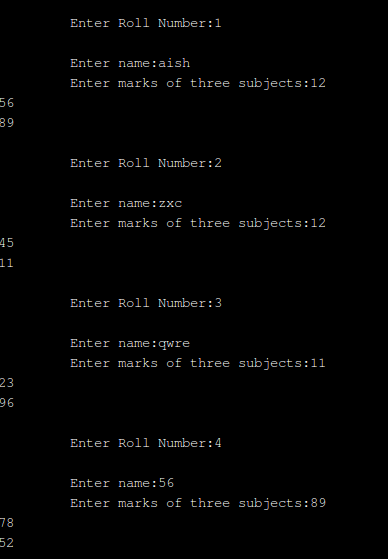 Enter Roll Number:1
Enter name:aish
Enter marks of three subjects:12
56
89
Enter Roll Number:2
Enter name:zxc
Enter marks of three subjects:12
45
11
Enter Roll Number:3
Enter name:qwre
Enter marks of three subjects:11
23
96
Enter Roll Number:4
Enter name:56
Enter marks of three subjects:89
78
52